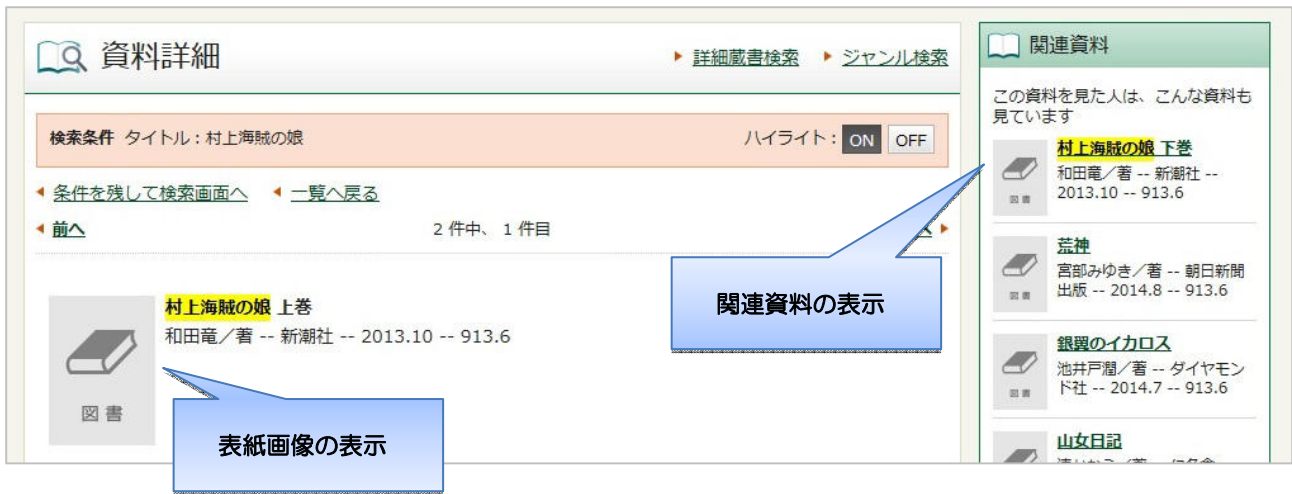 資料詳細
詳細蔵書検索 ジャンル検索
検索条件 タイトル：村上海賊の娘
ハイライト： ON OFF
条件を残して検索画面へ 一覧へ戻る
前へ
2 件中、 1 件目
村上海賊の娘 上巻
和田竜／著 -- 新潮社 -- 2013.10 -- 913.6
図書
表紙画像の表示
関連資料の表示
関連資料
この資料を見た人は、こんな資料も
見ています
村上海賊の娘 下巻
和田竜／著 -- 新潮社 --
2013.10 -- 913.6
図書
荒神
宮部みゆき／著 -- 朝日新聞
出版 -- 2014.8 -- 913.6
図書
銀翼のイカロス
池井戸潤／著 -- ダイヤモン
ド社 -- 2014.7 -- 913.6
図書
山女日記